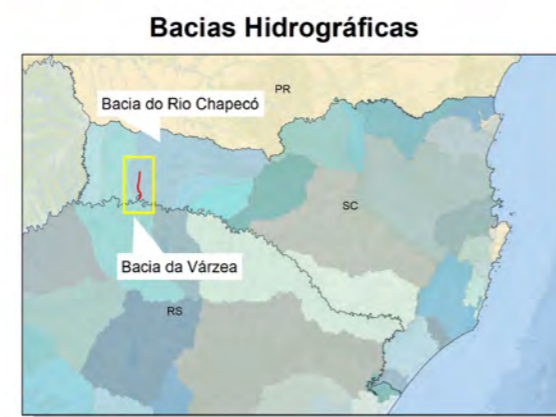 Bacias Hidrográficas
PR
Bacia do Rio Chapecó
SC
Bacia da Várzea
RS